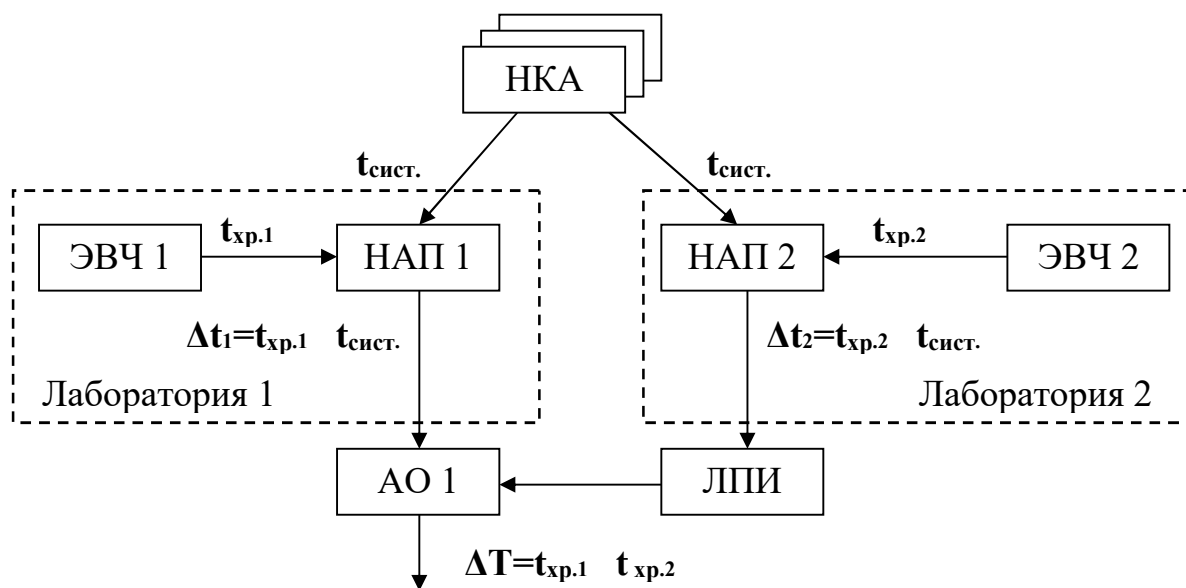 НКА
tсист. tсист.
ЭВЧ 1 tхр.1 НАП 1 НАП 2 tхр.2 ЭВЧ 2
Δt1=tхр.1 tсист. Δt2=tхр.2 tсист.
Лаборатория 1 Лаборатория 2
АО 1 ЛПИ
ΔT=tхр.1 t хр.2